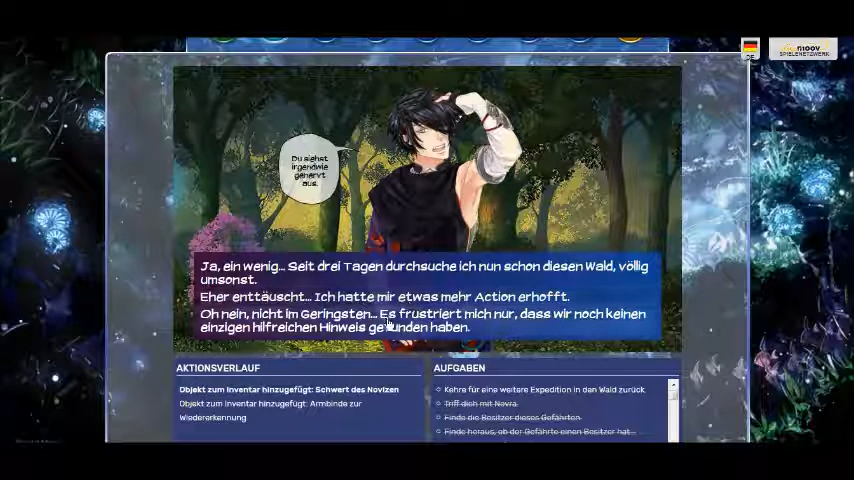 DE
moov
SPIELENETZWERK
Du siehst
irgendwie
genervt
aus.
Ja, ein wenig... Seit drei Tagen durchsuche ich nun schon diesen Wald, völlig
umsonst.
Eher enttäuscht... Ich hatte mir etwas mehr Action erhofft.
Oh nein, nicht im Geringsten... Es frustriert mich nur, dass wir noch keinen
einzigen hilfreichen Hinweis gefunden haben.
AKTIONSVERLAUF
Objekt zum Inventar hinzugefügt: Schwert des Novizen
Objekt zum Inventar hinzugefügt: Armbinde zur
Wiedererkennung
AUFGABEN
Kehre für eine weitere Expedition in den Wald zurück.
Triff dich mit Nevra.
Finde die Besitzer dieses Gefährten.
Finde heraus, ob der Gefährte einen Besitzer hat...